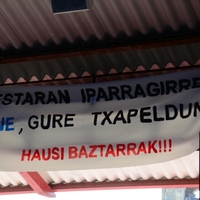 ESTARAN IPARRAGIRRE
, GURE TXAPELDUN
HAUSI BAZTARRAK!!!